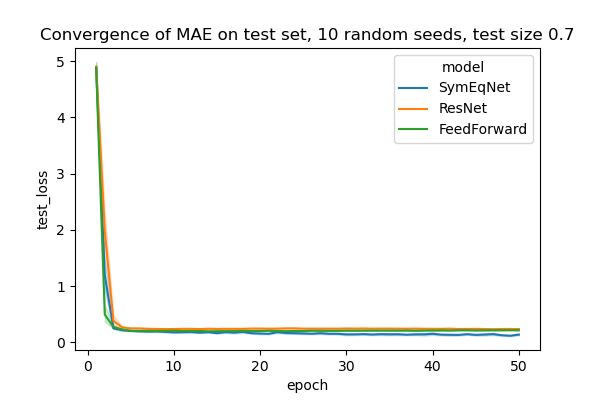 Convergence of MAE on test set, 10 random seeds, test size 0.7
5
4
3
2
1
0
test_loss
model
SymEqNet
ResNet
FeedForward
0
10
20
30
40
50
epoch